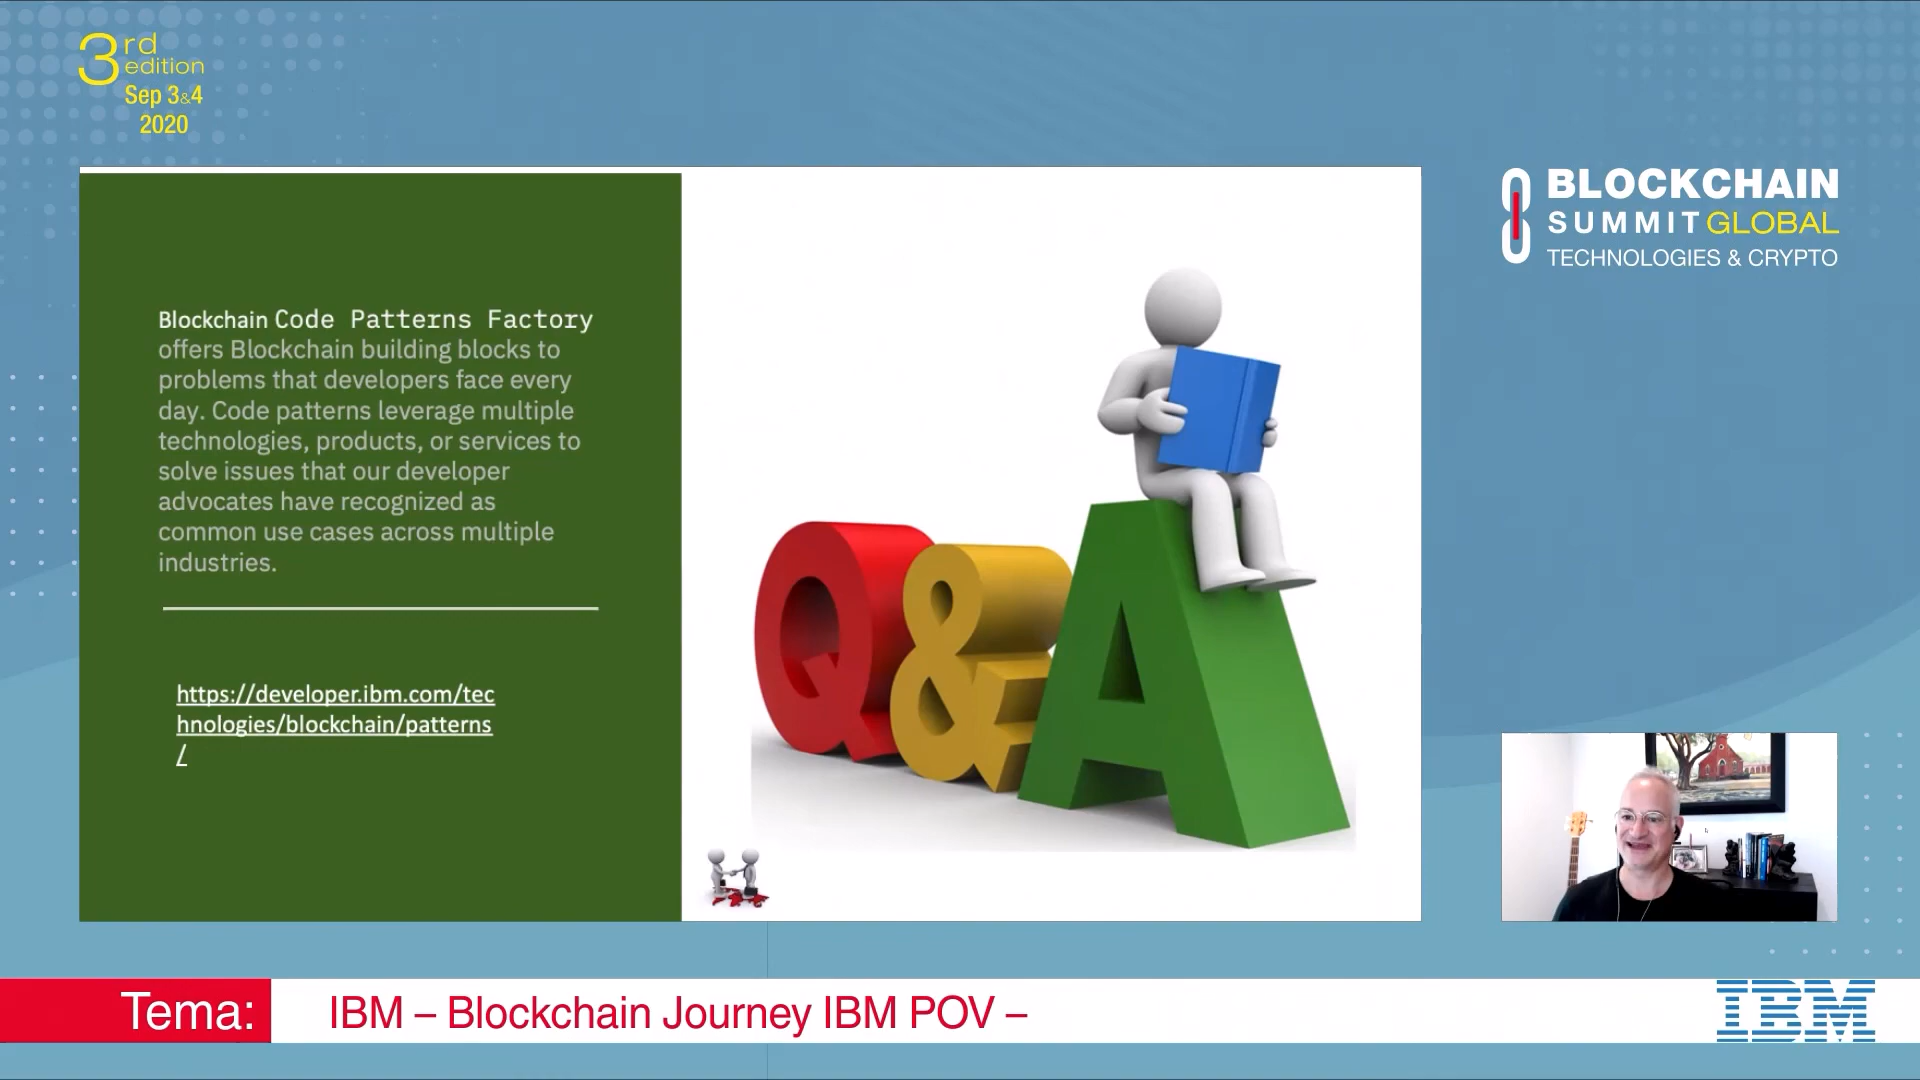 3rd
edition
Sep 3&4
2020
BLOCKCHAIN
SUMMIT GLOBAL
TECHNOLOGIES & CRYPTO
Blockchain Code Patterns Factory
offers Blockchain building blocks to
problems that developers face every
day. Code patterns leverage multiple
technologies, products, or services to
solve issues that our developer
advocates have recognized as
common use cases across multiple
industries.
https://developer.ibm.com/tec
hnologies/blockchain/patterns
/
Q&A
Tema:
IBM – Blockchain Journey IBM POV –
IBM